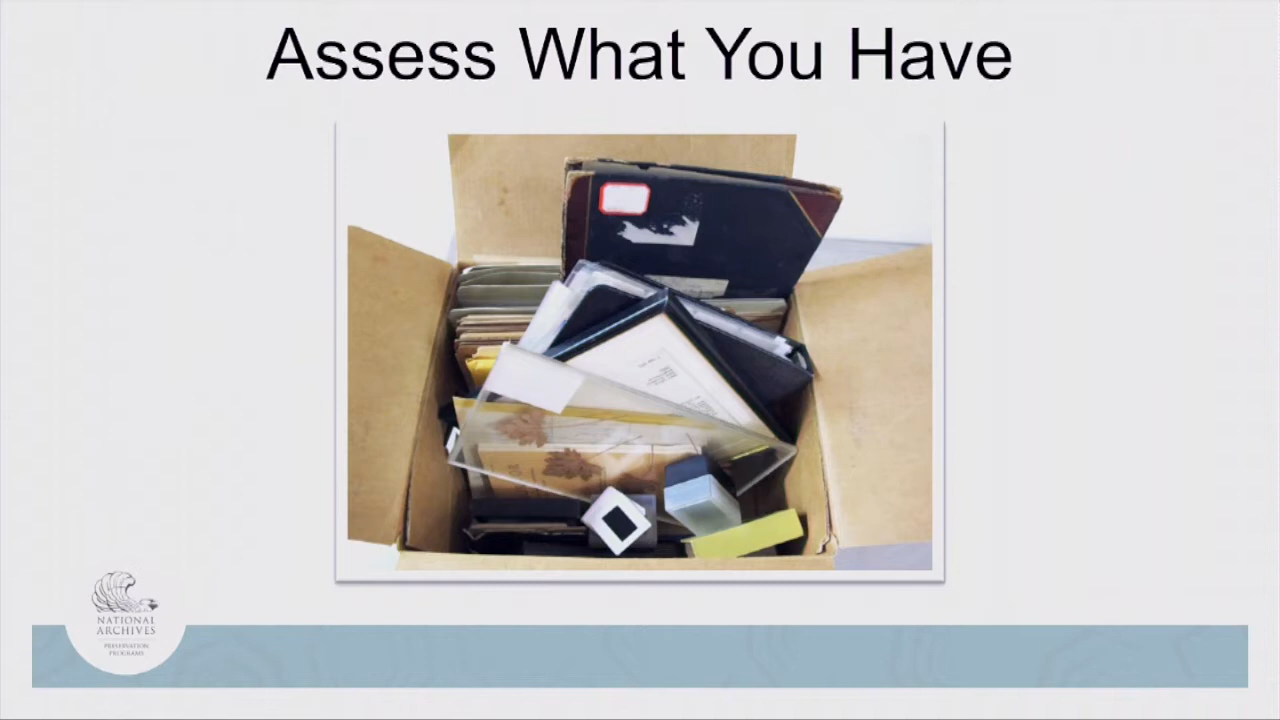 Assess What You Have
NATIONAL
ARCHIVES
PRESERVATION
PROGRAMS